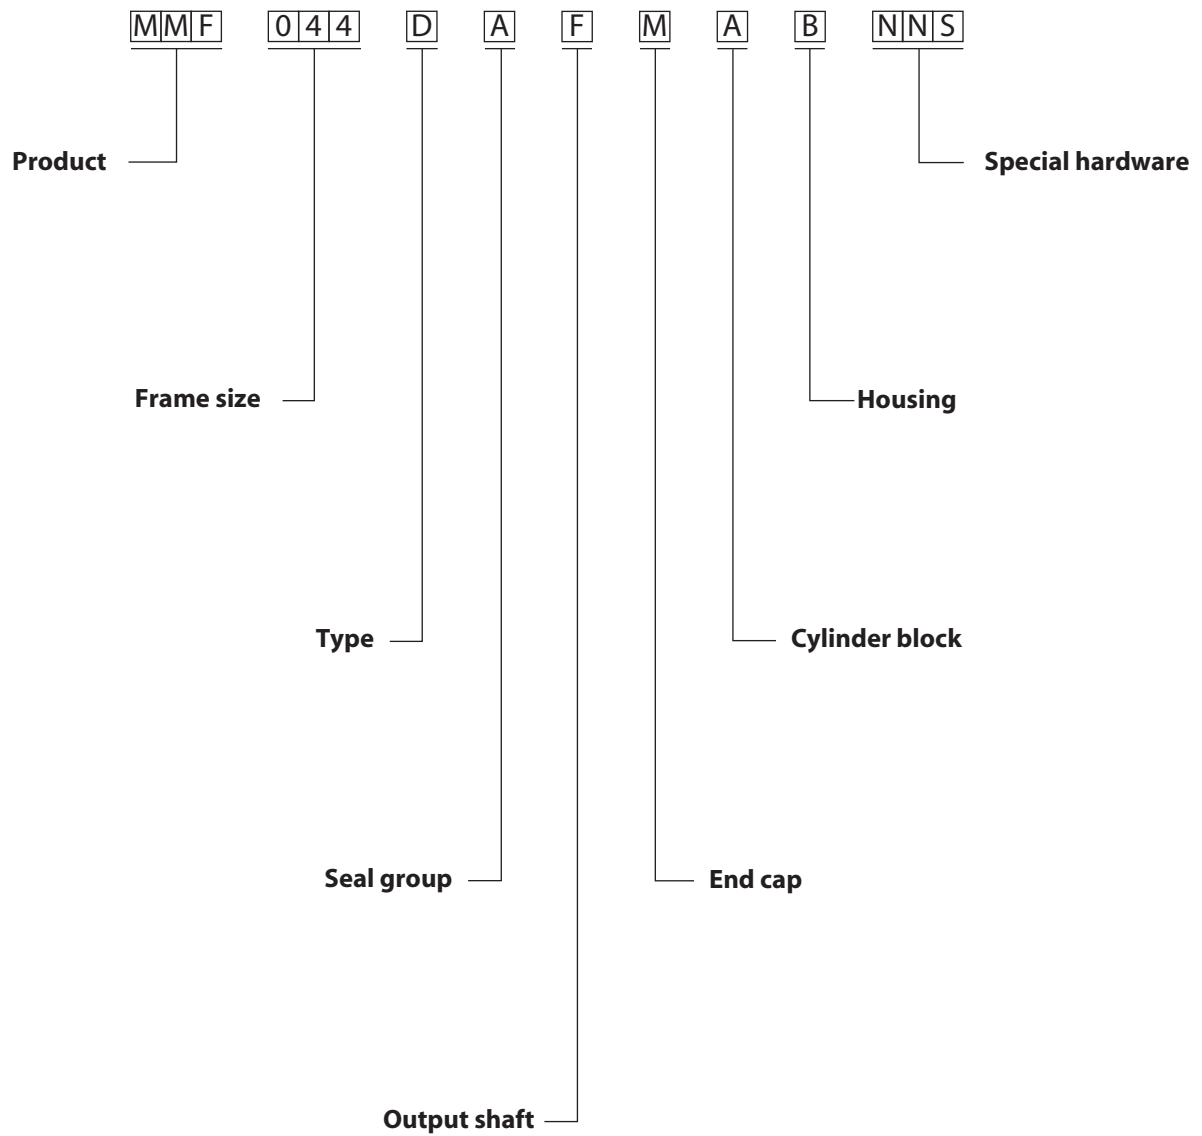 MMF 044 D A F M A B NNS
Product
Special hardware
Frame size
Housing
Type
Cylinder block
Seal group
End cap
Output shaft